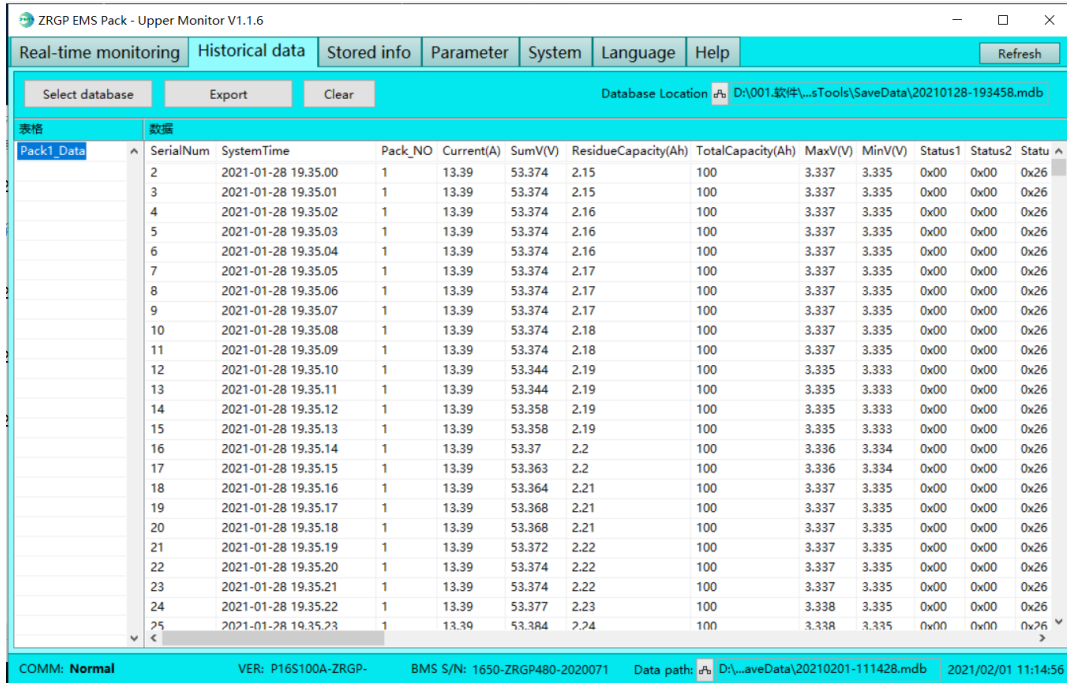 ZRGP EMS Pack - Upper Monitor V1.1.6
Real-time monitoring Historical data Stored info Parameter System Language Help Refresh
Select database Export Clear Database Location D:\001.软件\...sTools\SaveData\20210128-193458.mdb
表格 数据
Pack1_Data SerialNum SystemTime Pack_NO Current(A) SumV(V) ResidueCapacity(Ah) TotalCapacity(Ah) MaxV(V) MinV(V) Status1 Status2 Statu
2 2021-01-28 19.35.00 1 13.39 53.374 2.15 100 3.337 3.335 0x00 0x00 0x26
3 2021-01-28 19.35.01 1 13.39 53.374 2.15 100 3.337 3.335 0x00 0x00 0x26
4 2021-01-28 19.35.02 1 13.39 53.374 2.16 100 3.337 3.335 0x00 0x00 0x26
5 2021-01-28 19.35.03 1 13.39 53.374 2.16 100 3.337 3.335 0x00 0x00 0x26
6 2021-01-28 19.35.04 1 13.39 53.374 2.16 100 3.337 3.335 0x00 0x00 0x26
7 2021-01-28 19.35.05 1 13.39 53.374 2.17 100 3.337 3.335 0x00 0x00 0x26
8 2021-01-28 19.35.06 1 13.39 53.374 2.17 100 3.337 3.335 0x00 0x00 0x26
9 2021-01-28 19.35.07 1 13.39 53.374 2.17 100 3.337 3.335 0x00 0x00 0x26
10 2021-01-28 19.35.08 1 13.39 53.374 2.18 100 3.337 3.335 0x00 0x00 0x26
11 2021-01-28 19.35.09 1 13.39 53.374 2.18 100 3.337 3.335 0x00 0x00 0x26
12 2021-01-28 19.35.10 1 13.39 53.344 2.19 100 3.335 3.333 0x00 0x00 0x26
13 2021-01-28 19.35.11 1 13.39 53.344 2.19 100 3.335 3.333 0x00 0x00 0x26
14 2021-01-28 19.35.12 1 13.39 53.358 2.19 100 3.335 3.333 0x00 0x00 0x26
15 2021-01-28 19.35.13 1 13.39 53.358 2.19 100 3.335 3.333 0x00 0x00 0x26
16 2021-01-28 19.35.14 1 13.39 53.37 2.2 100 3.336 3.334 0x00 0x00 0x26
17 2021-01-28 19.35.15 1 13.39 53.363 2.2 100 3.336 3.334 0x00 0x00 0x26
18 2021-01-28 19.35.16 1 13.39 53.364 2.21 100 3.337 3.335 0x00 0x00 0x26
19 2021-01-28 19.35.17 1 13.39 53.368 2.21 100 3.337 3.335 0x00 0x00 0x26
20 2021-01-28 19.35.18 1 13.39 53.368 2.21 100 3.337 3.335 0x00 0x00 0x26
21 2021-01-28 19.35.19 1 13.39 53.372 2.22 100 3.337 3.335 0x00 0x00 0x26
22 2021-01-28 19.35.20 1 13.39 53.374 2.22 100 3.337 3.335 0x00 0x00 0x26
23 2021-01-28 19.35.21 1 13.39 53.374 2.22 100 3.337 3.335 0x00 0x00 0x26
24 2021-01-28 19.35.22 1 13.39 53.377 2.23 100 3.338 3.335 0x00 0x00 0x26
25 2021-01-28 19.35.23 1 13.39 53.384 2.24 100 3.338 3.335 0x00 0x00 0x26
COMM: Normal VER: P16S100A-ZRGP- BMS S/N: 1650-ZRGP480-2020071 Data path: D:\...aveData\20210201-111428.mdb 2021/02/01 11:14:56